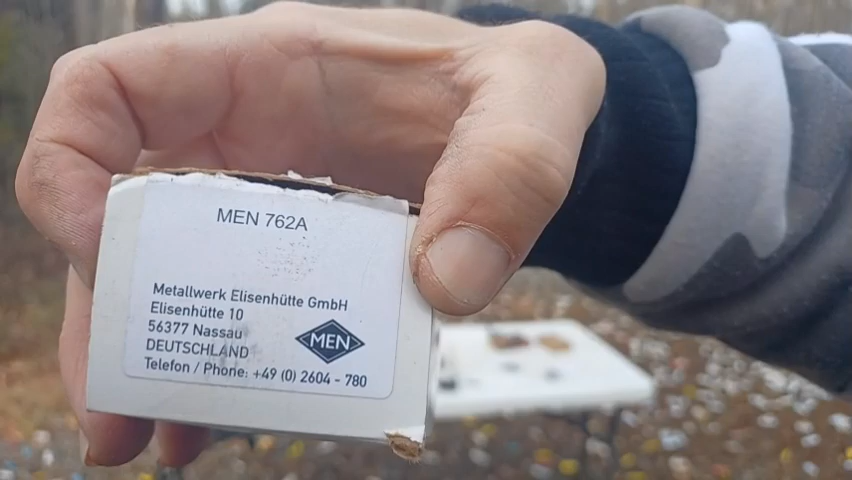 MEN 762A
Metallwerk Elisenhütte GmbH
Elisenhütte 10
56377 Nassau
DEUTSCHLAND
MEN
Telefon / Phone: +49 (0) 2604 - 780